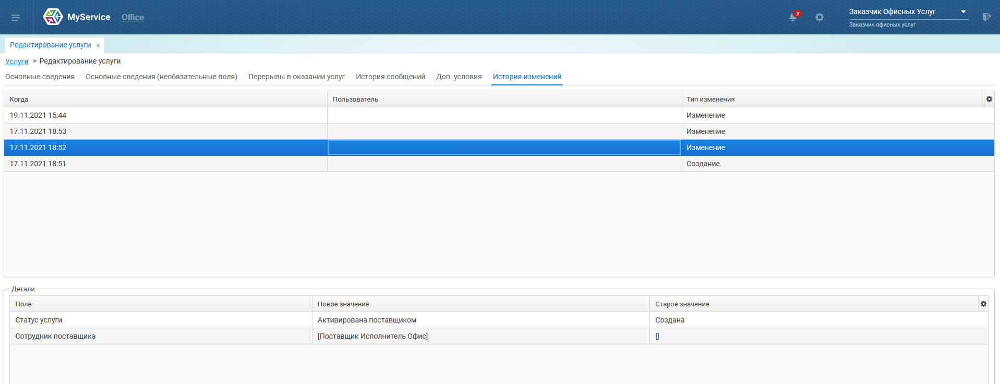 MyService Office 7 Заказчик Офисных Услуг
Заказчик офисных услуг
Редактирование услуги ×
Услуги > Редактирование услуги
Основные сведения Основные сведения (необязательные поля) Перерывы в оказании услуг История сообщений Доп. условия История изменений
Когда Пользователь Тип изменения
19.11.2021 15:44 Изменение
17.11.2021 18:53 Изменение
17.11.2021 18:52 Изменение
17.11.2021 18:51 Создание
Детали
Поле Новое значение Старое значение
Статус услуги Активирована поставщиком Создана
Сотрудник поставщика [Поставщик Исполнитель Офис] []